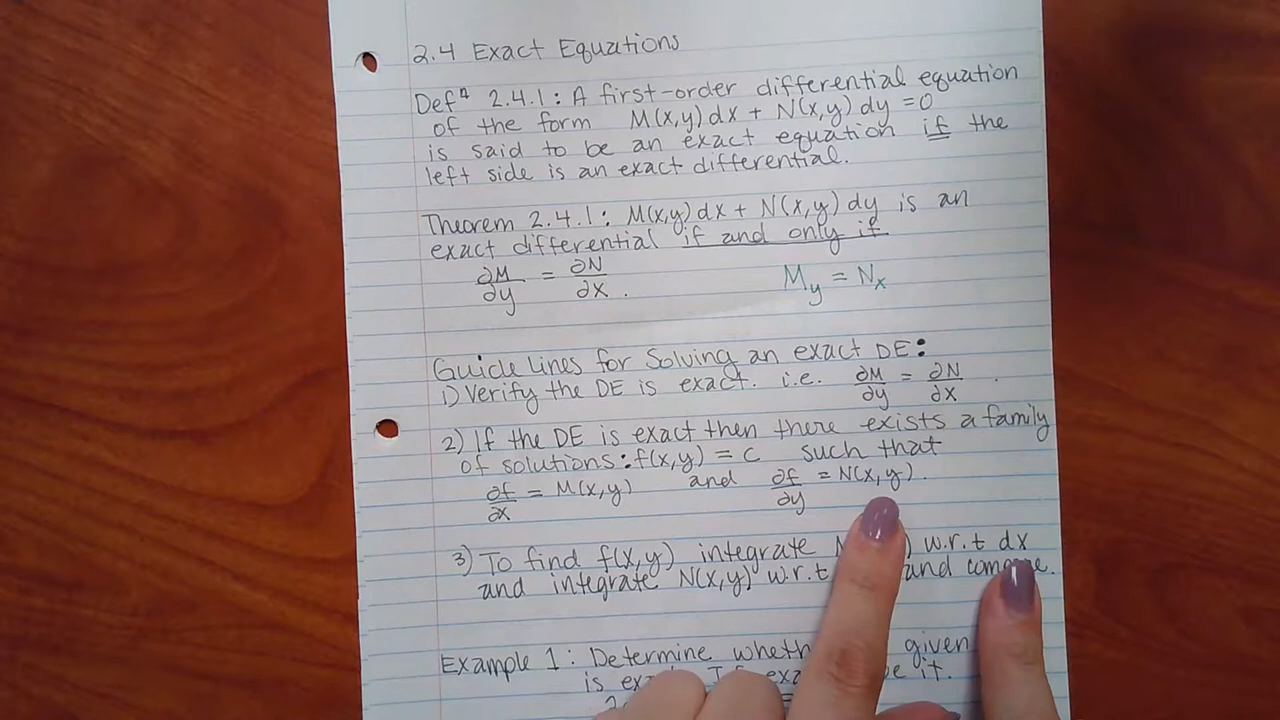 2.4 Exact Equations
Defⁿ 2.4.1: A first-order differential equation
of the form M(x,y)dx + N(x,y)dy = 0
is said to be an exact equation if the
left side is an exact differential.
Theorem 2.4.1: M(x,y)dx + N(x,y)dy is an
exact differential if and only if
∂M/∂y = ∂N/∂x. My = Nx
Guidelines for Solving an exact DE:
1) Verify the DE is exact. i.e. ∂M/∂y = ∂N/∂x.
2) If the DE is exact then there exists a family
of solutions: f(x,y) = c such that
∂f/∂x = M(x,y) and ∂f/∂y = N(x,y).
3) To find f(x,y) integrate w.r.t dx
and integrate N(x,y) w.r.t and
Example 1: Determine given
is it.